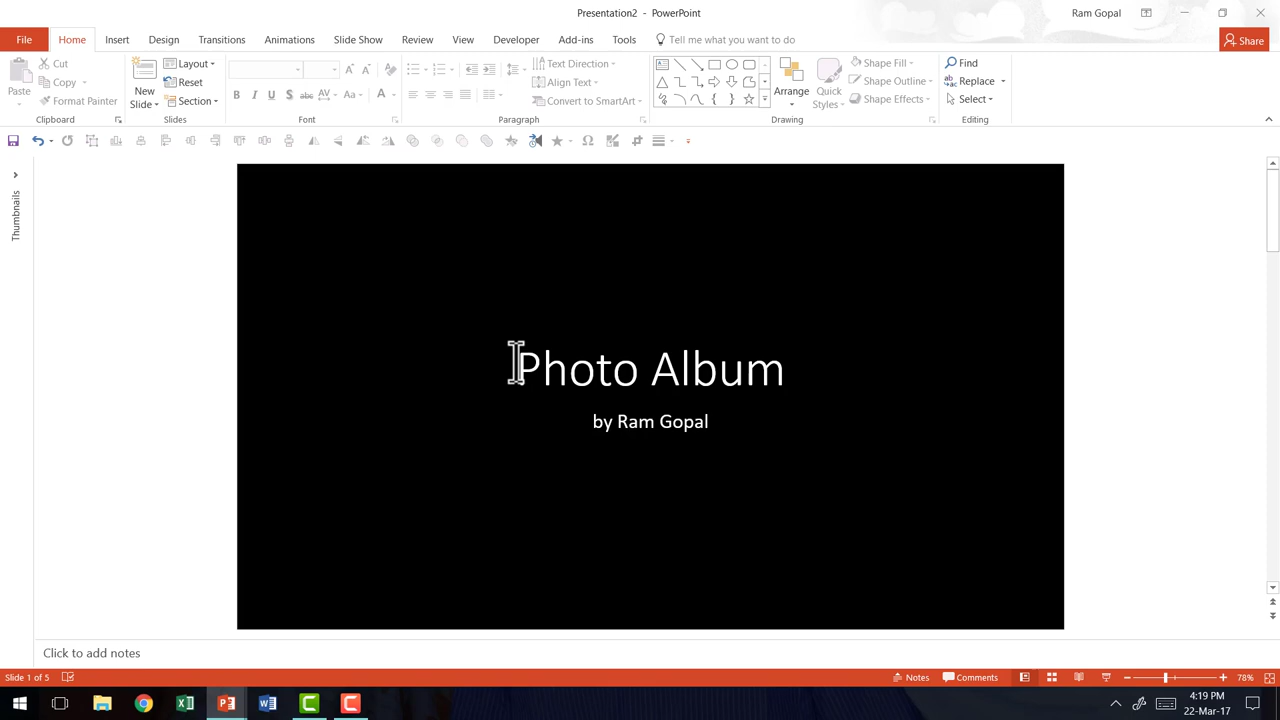 Presentation2 - PowerPoint
Ram Gopal
File Home Insert Design Transitions Animations Slide Show Review View Developer Add-ins Tools Tell me what you want to do Share
Paste
Cut
Copy
Format Painter
Clipboard
New Slide
Layout
Reset
Section
Slides
B I U S abc AV Aa A
Font
Text Direction
Align Text
Convert to SmartArt
Paragraph
Arrange
Quick Styles
Shape Fill
Shape Outline
Shape Effects
Drawing
Find
Replace
Select
Editing
Thumbnails
Photo Album
by Ram Gopal
Click to add notes
Slide 1 of 5
Notes
Comments
78%
4:19 PM
22-Mar-17